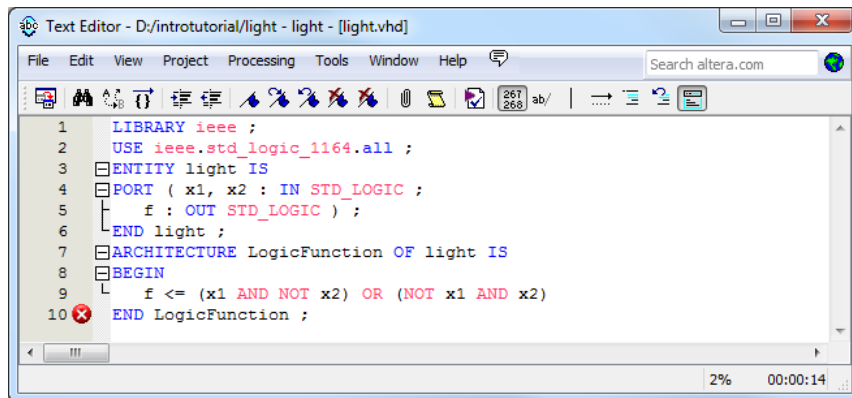 Text Editor - D:/introtutorial/light - light - [light.vhd]
File Edit View Project Processing Tools Window Help Search altera.com
267 268 ab/
1 LIBRARY ieee ;
2 USE ieee.std_logic_1164.all ;
3 ENTITY light IS
4 PORT ( x1, x2 : IN STD_LOGIC ;
5 f : OUT STD_LOGIC ) ;
6 END light ;
7 ARCHITECTURE LogicFunction OF light IS
8 BEGIN
9 f <= (x1 AND NOT x2) OR (NOT x1 AND x2)
10 END LogicFunction ;
2% 00:00:14